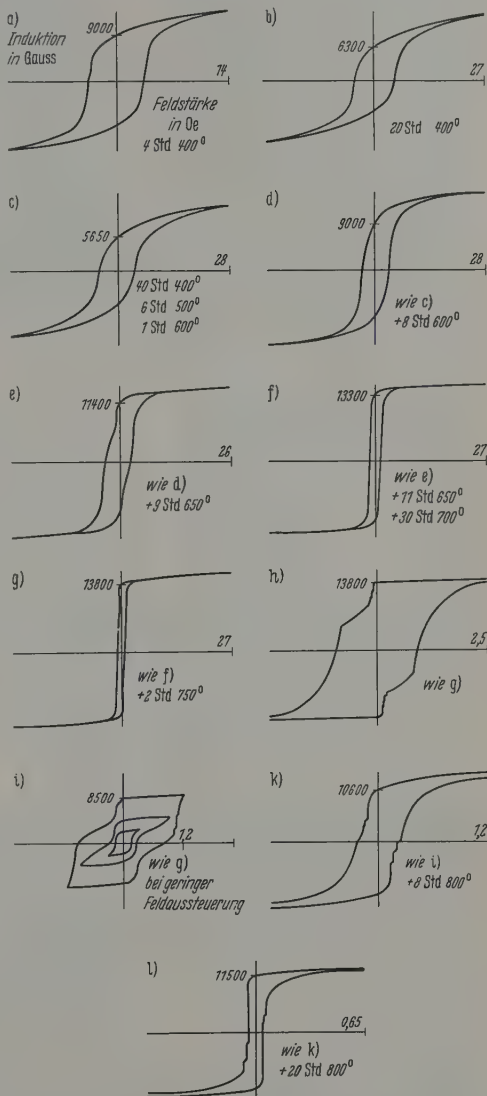 a)
Induktion
in Gauss
9000
14
Feldstärke
in Oe
4 Std 400°
b)
6300
27
20 Std 400°
c)
5650
28
40 Std 400°
6 Std 500°
1 Std 600°
d)
9000
28
wie c)
+8 Std 600°
e)
11400
26
wie d)
+9 Std 650°
f)
13300
27
wie e)
+11 Std 650°
+30 Std 700°
g)
13800
27
wie f)
+2 Std 750°
h)
13800
2,5
wie g)
i)
8500
1,2
wie g)
bei geringer
Feldaussteuerung
k)
10600
1,2
wie i)
+8 Std 800°
l)
11500
0,65
wie k)
+20 Std 800°